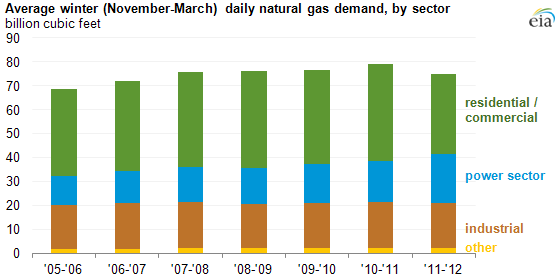 Average winter (November-March) daily natural gas demand, by sector
billion cubic feet
eia
90
80
70
60
50
40
30
20
10
0
residential /
commercial
power sector
industrial
other
'05-'06 '06-'07 '07-'08 '08-'09 '09-'10 '10-'11 '11-'12